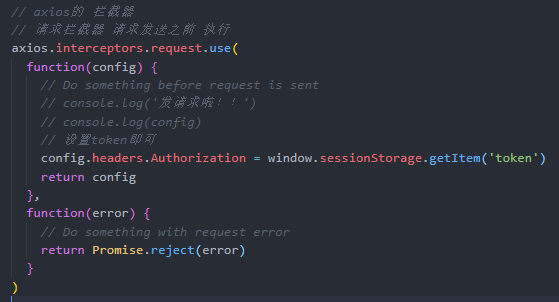 // axios的 拦截器
// 请求拦截器 请求发送之前 执行
axios.interceptors.request.use(
  function(config) {
    // Do something before request is sent
    // console.log('发请求啦！！')
    // console.log(config)
    // 设置token即可
    config.headers.Authorization = window.sessionStorage.getItem('token')
    return config
  },
  function(error) {
    // Do something with request error
    return Promise.reject(error)
  }
)